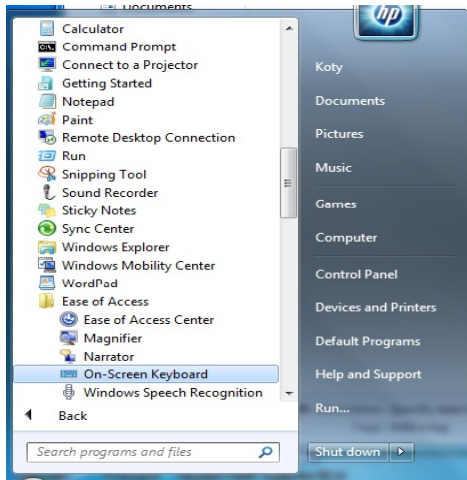 Documents
Calculator
Command Prompt
Connect to a Projector
Getting Started
Notepad
Paint
Remote Desktop Connection
Run
Snipping Tool
Sound Recorder
Sticky Notes
Sync Center
Windows Explorer
Windows Mobility Center
WordPad
Ease of Access
Ease of Access Center
Magnifier
Narrator
On-Screen Keyboard
Windows Speech Recognition
Back
Search programs and files
hp
Koty
Documents
Pictures
Music
Games
Computer
Control Panel
Devices and Printers
Default Programs
Help and Support
Run...
Shut down